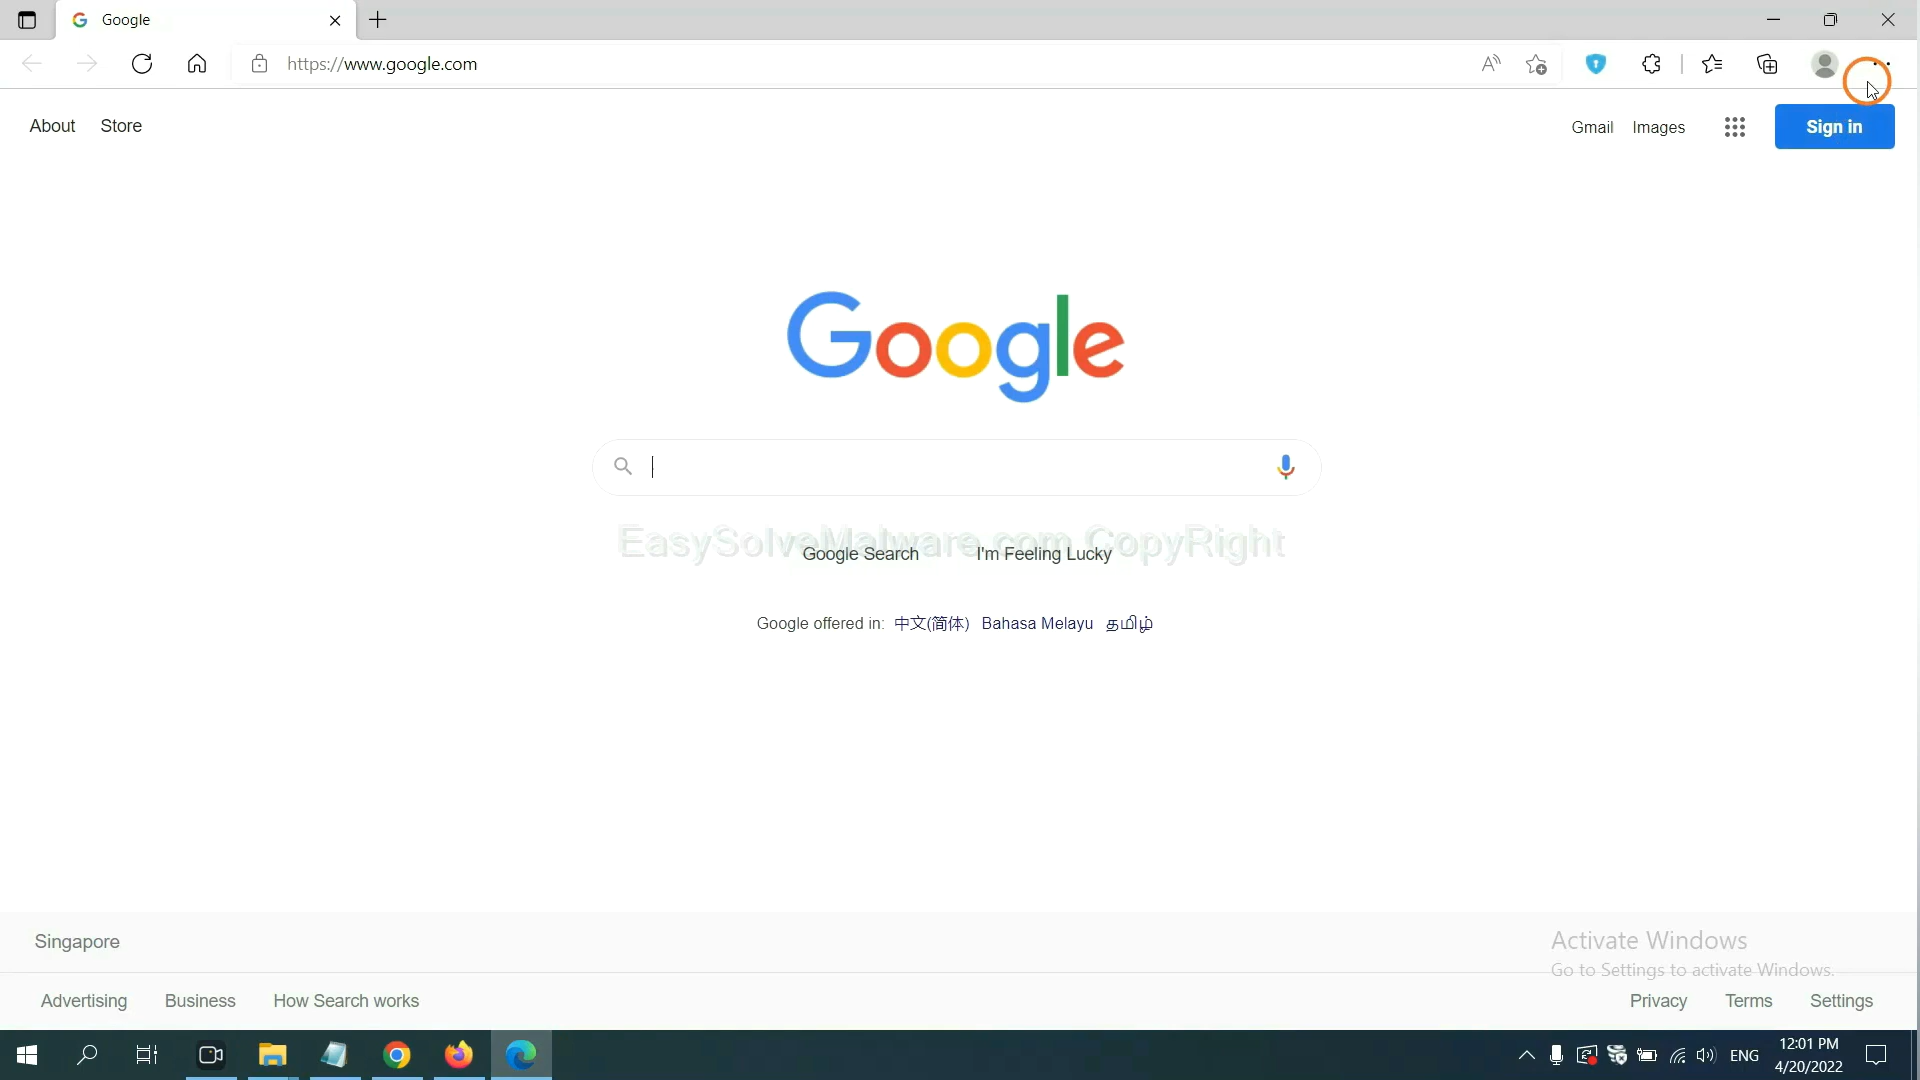 Google
https://www.google.com
About Store
Gmail Images Sign in
Google
EasySolveMalware.com CopyRight
Google Search I'm Feeling Lucky
Google offered in: 中文(简体) Bahasa Melayu தமிழ்
Singapore
Activate Windows
Go to Settings to activate Windows.
Advertising Business How Search works
Privacy Terms Settings
ENG
12:01 PM
4/20/2022